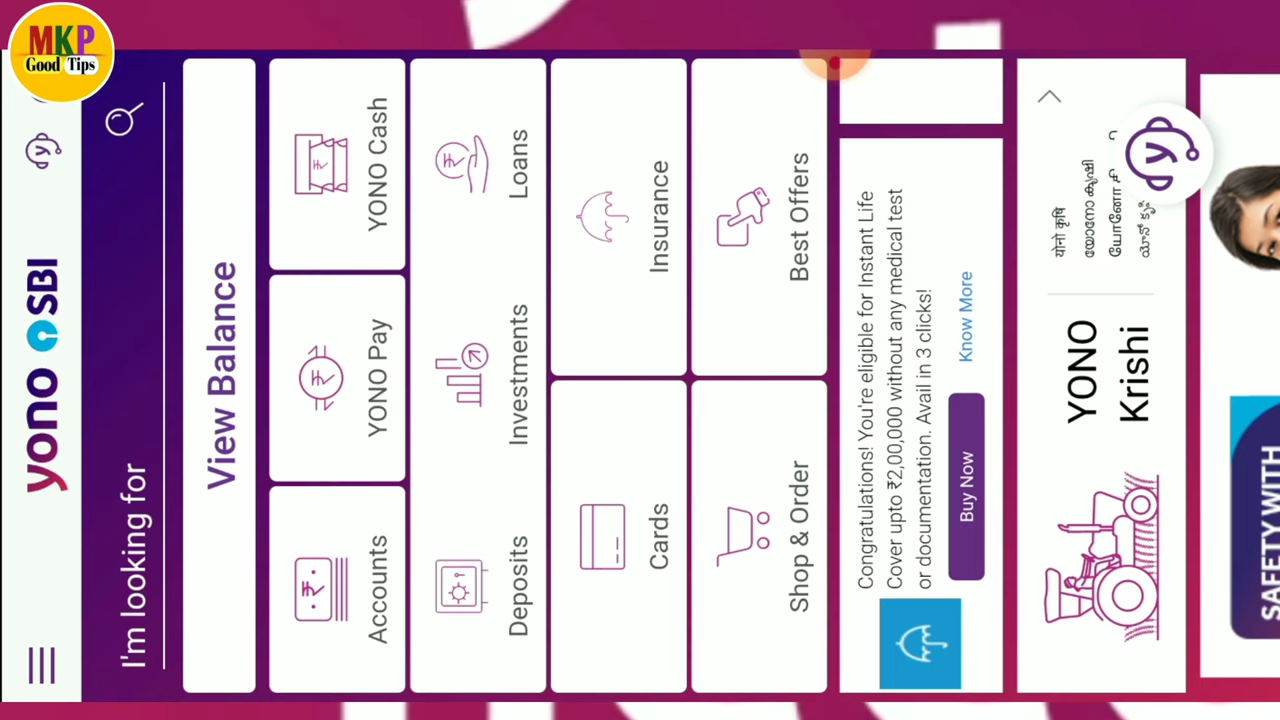 MKP
Good Tips
yono SBI
I'm looking for
View Balance
Accounts
YONO Pay
YONO Cash
Deposits
Investments
Loans
Cards
Insurance
Shop & Order
Best Offers
Congratulations! You're eligible for Instant Life
Cover upto ₹2,00,000 without any medical test
or documentation. Avail in 3 clicks!
Buy Now
Know More
YONO
Krishi
योनो कृषि
യോനോ കൃഷി
SAFETY WITH